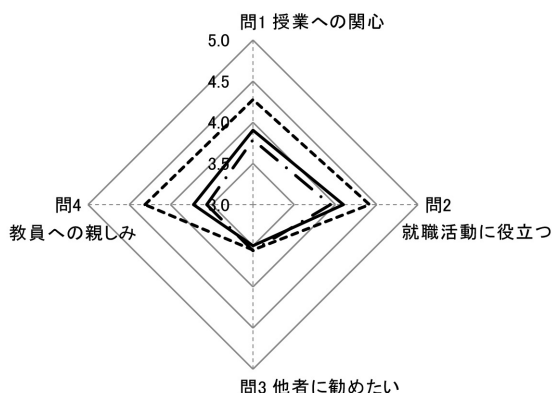 問1 授業への関心
5.0
4.5
4.0
3.5
3.0
問4
教員への親しみ
問2
就職活動に役立つ
問3 他者に勧めたい